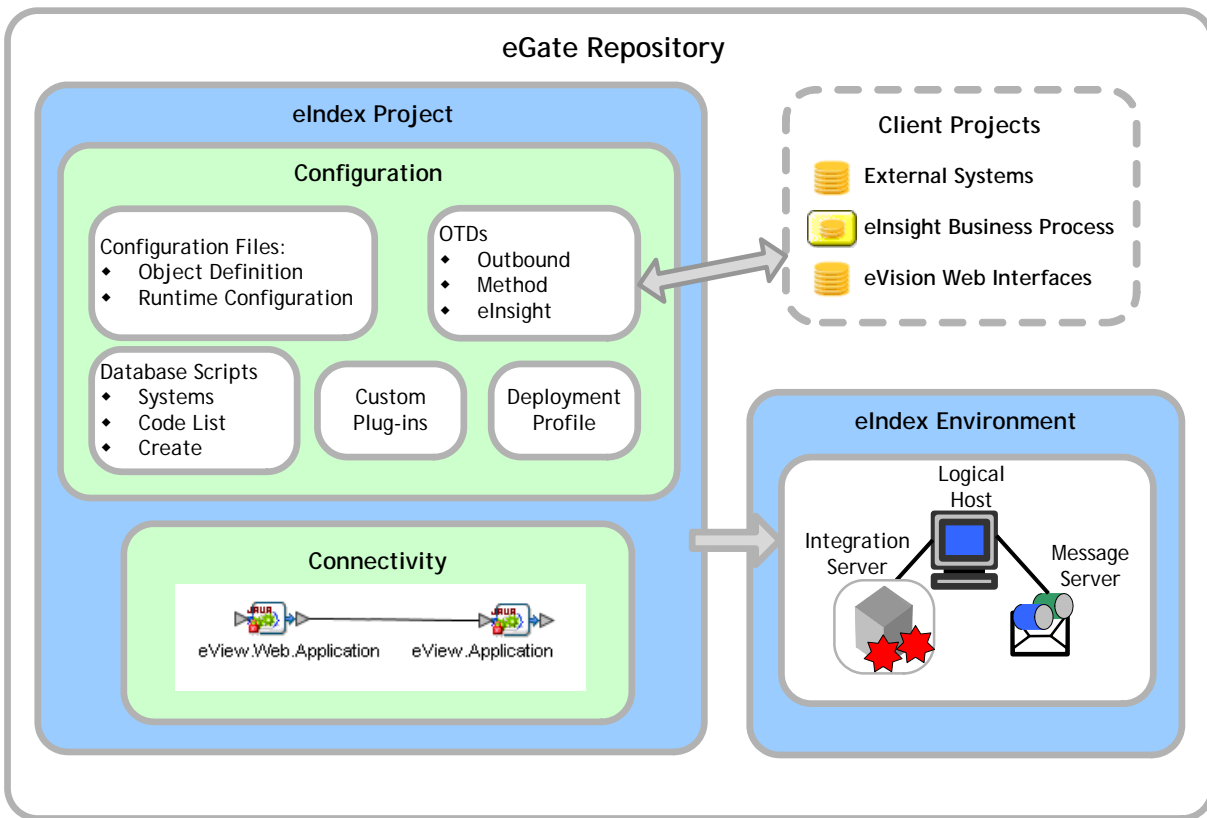 eGate Repository
eIndex Project
Configuration
Configuration Files:
◆ Object Definition
◆ Runtime Configuration
OTDs
◆ Outbound
◆ Method
◆ eInsight
Database Scripts
◆ Systems
◆ Code List
◆ Create
Custom
Plug-ins
Deployment
Profile
Connectivity
JAVA
eView.Web.Application
JAVA
eView.Application
Client Projects
External Systems
eInsight Business Process
eVision Web Interfaces
eIndex Environment
Logical
Host
Integration
Server
Message
Server